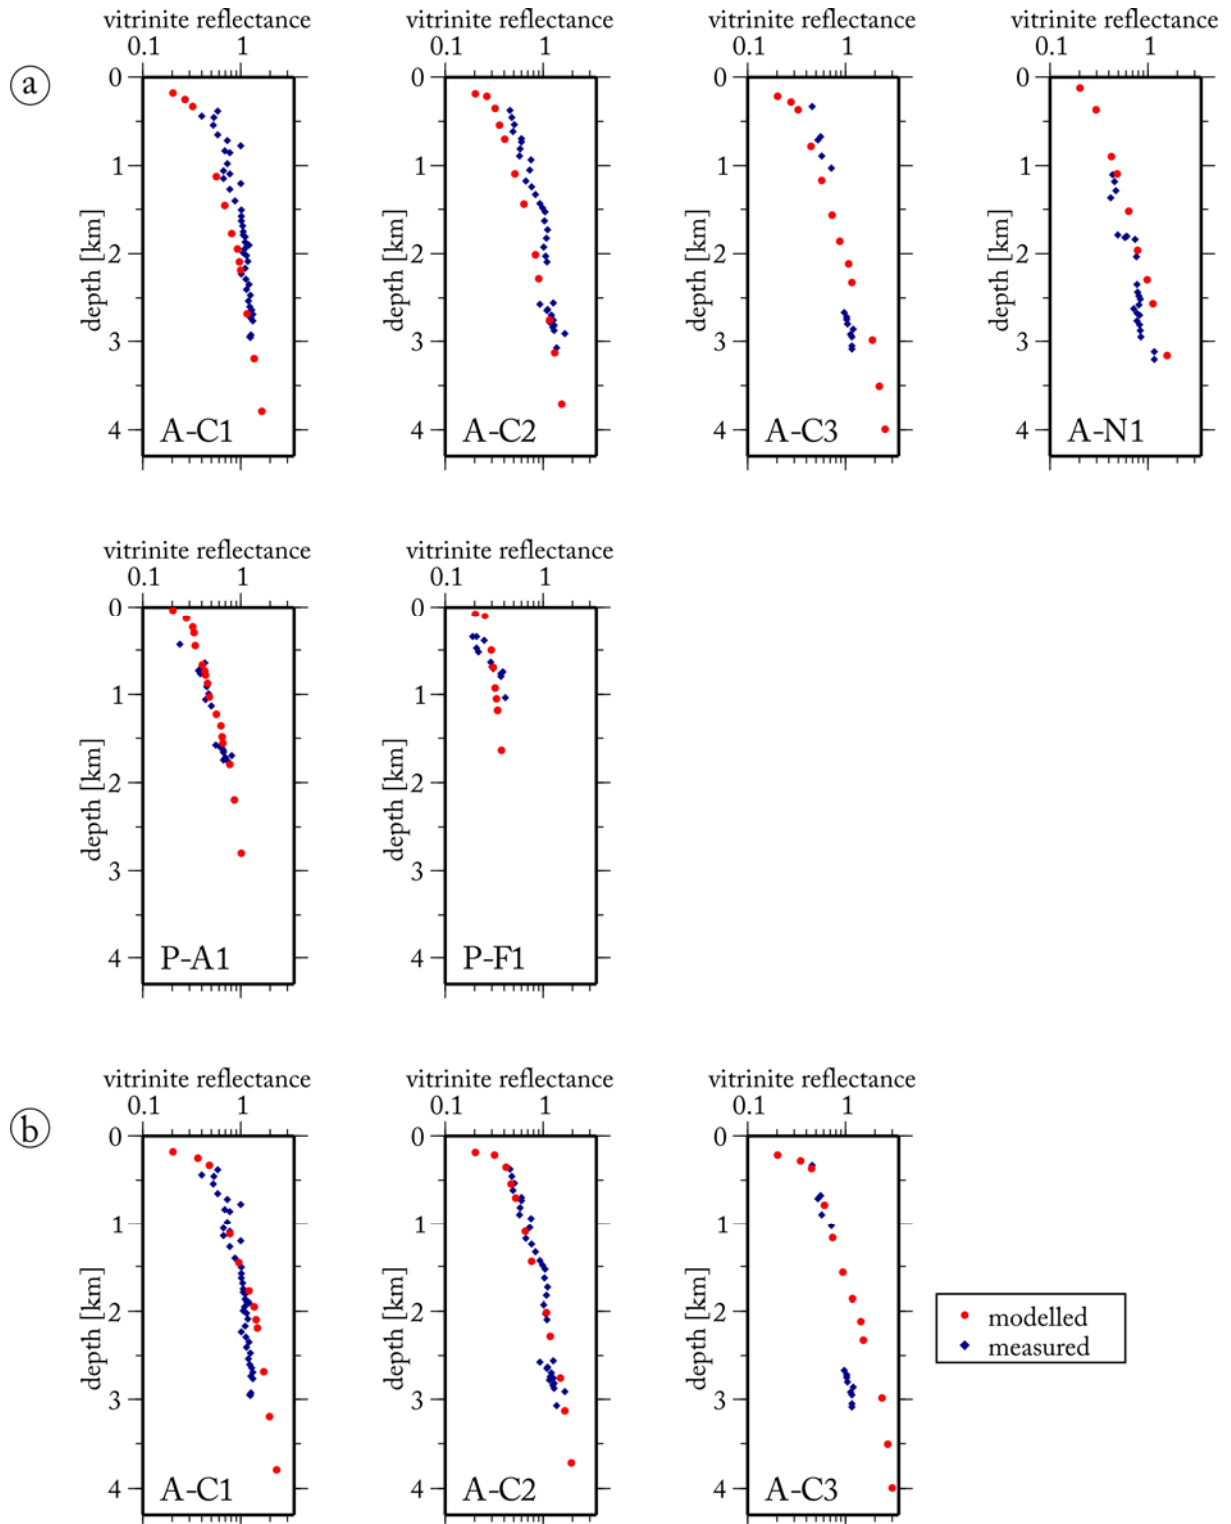 vitrinite reflectance vitrinite reflectance vitrinite reflectance vitrinite reflectance
0.1 1 0.1 1 0.1 1 0.1 1
a
0 0 0 0
1 1 1 1
2 2 2 2
3 3 3 3
4 4 4 4
depth [km] depth [km] depth [km] depth [km]
A-C1 A-C2 A-C3 A-N1
vitrinite reflectance vitrinite reflectance
0.1 1 0.1 1
0 0
1 1
2 2
3 3
4 4
depth [km] depth [km]
P-A1 P-F1
vitrinite reflectance vitrinite reflectance vitrinite reflectance
0.1 1 0.1 1 0.1 1
b
0 0 0
1 1 1
2 2 2
3 3 3
4 4 4
depth [km] depth [km] depth [km]
A-C1 A-C2 A-C3
modelled
measured